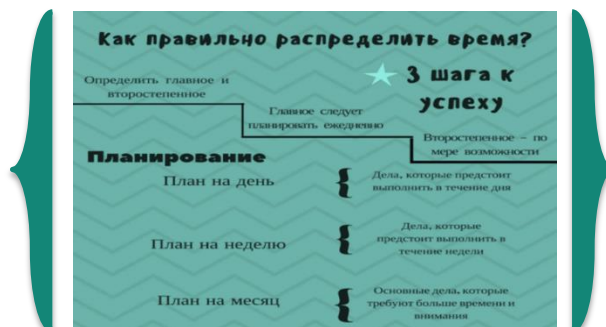 Как правильно распределить время?
3 шага к
успеху
Определить главное и
второстепенное
Главное следует
планировать ежедневно
Второстепенное – по
мере возможности
Планирование
План на день
Дела, которые предстоит
выполнить в течение дня
План на неделю
Дела, которые
предстоит выполнить в
течение недели
План на месяц
Основные дела, которые
требуют больше времени и
внимания